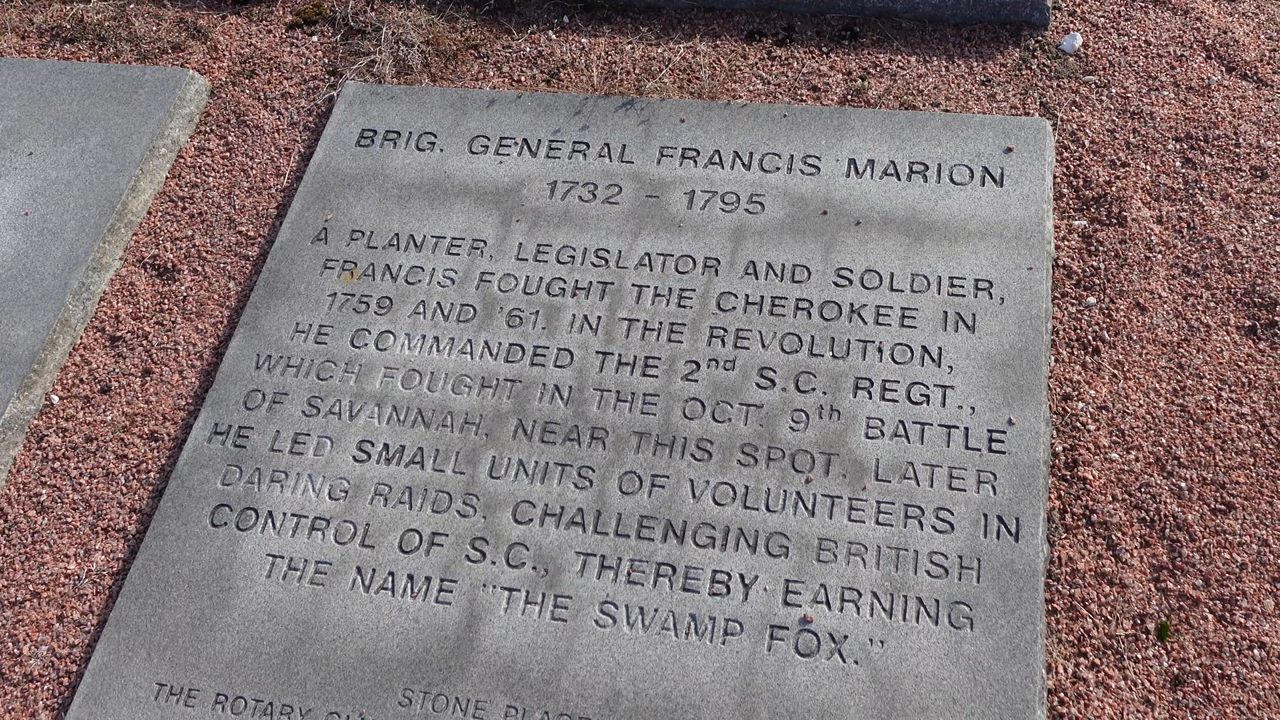 BRIG. GENERAL FRANCIS MARION
1732 - 1795
A PLANTER, LEGISLATOR AND SOLDIER,
FRANCIS FOUGHT THE CHEROKEE IN
1759 AND '61. IN THE REVOLUTION,
HE COMMANDED THE 2nd S.C. REGT.,
WHICH FOUGHT IN THE OCT. 9th BATTLE
OF SAVANNAH, NEAR THIS SPOT. LATER
HE LED SMALL UNITS OF VOLUNTEERS IN
DARING RAIDS, CHALLENGING BRITISH
CONTROL OF S.C., THEREBY EARNING
THE NAME "THE SWAMP FOX."
STONE
THE ROTARY